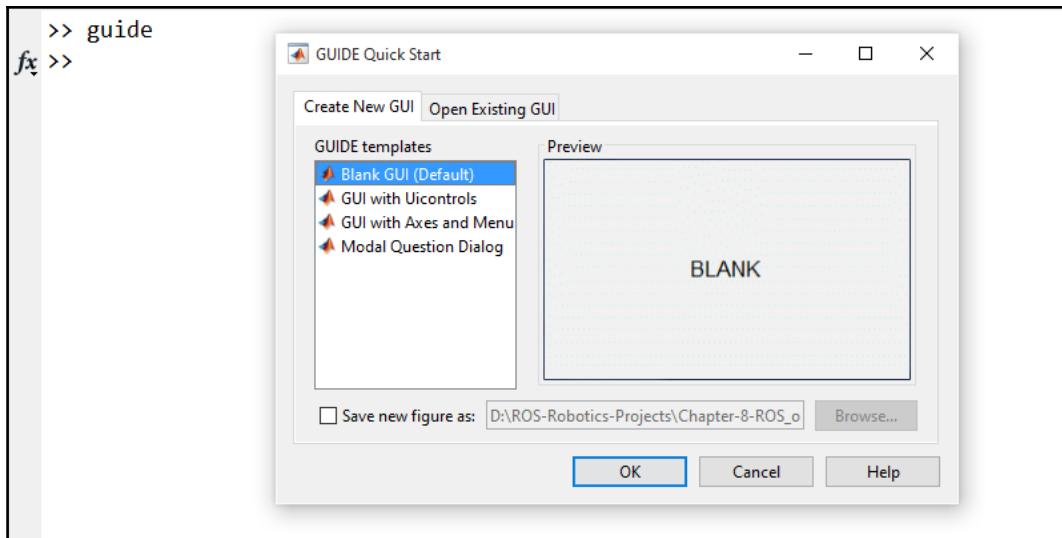 >> guide
fx >>
GUIDE Quick Start
Create New GUI Open Existing GUI
GUIDE templates
Preview
Blank GUI (Default)
GUI with Uicontrols
GUI with Axes and Menu
Modal Question Dialog
BLANK
Save new figure as: D:\ROS-Robotics-Projects\Chapter-8-ROS_o Browse...
OK Cancel Help